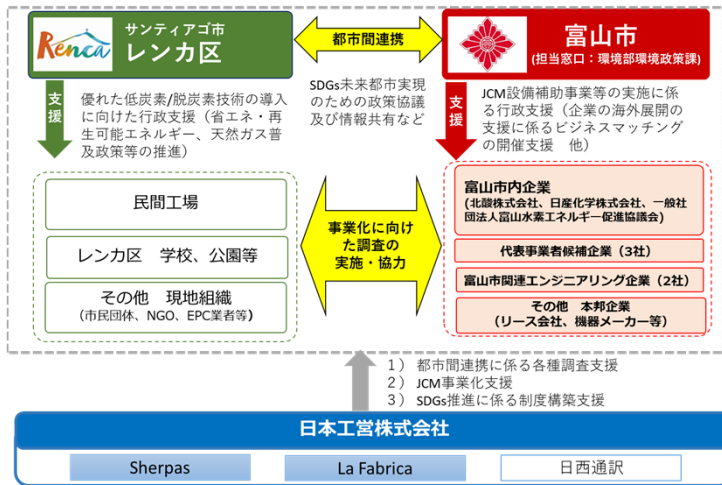 Renca
サンティアゴ市
レンカ区
都市間連携
富山市
(担当窓口：環境部環境政策課)
支援
優れた低炭素/脱炭素技術の導入
に向けた行政支援（省エネ・再
生可能エネルギー、天然ガス普
及政策等の推進）
SDGs未来都市実現
のための政策協議
及び情報共有など
支援
JCM設備補助事業等の実施に係
る行政支援（企業の海外展開の
支援に係るビジネスマッチング
の開催支援　他）
民間工場
レンカ区　学校、公園等
その他　現地組織
（市民団体、NGO、EPC業者等）
事業化に向け
た調査の
実施・協力
富山市内企業
(北酸株式会社、日産化学株式会社、一般社
団法人富山水素エネルギー促進協議会)
代表事業者候補企業（3社）
富山市関連エンジニアリング企業（2社）
その他　本邦企業
（リース会社、機器メーカー等）
1） 都市間連携に係る各種調査支援
2） JCM事業化支援
3） SDGs推進に係る制度構築支援
日本工営株式会社
Sherpas
La Fabrica
日西通訳